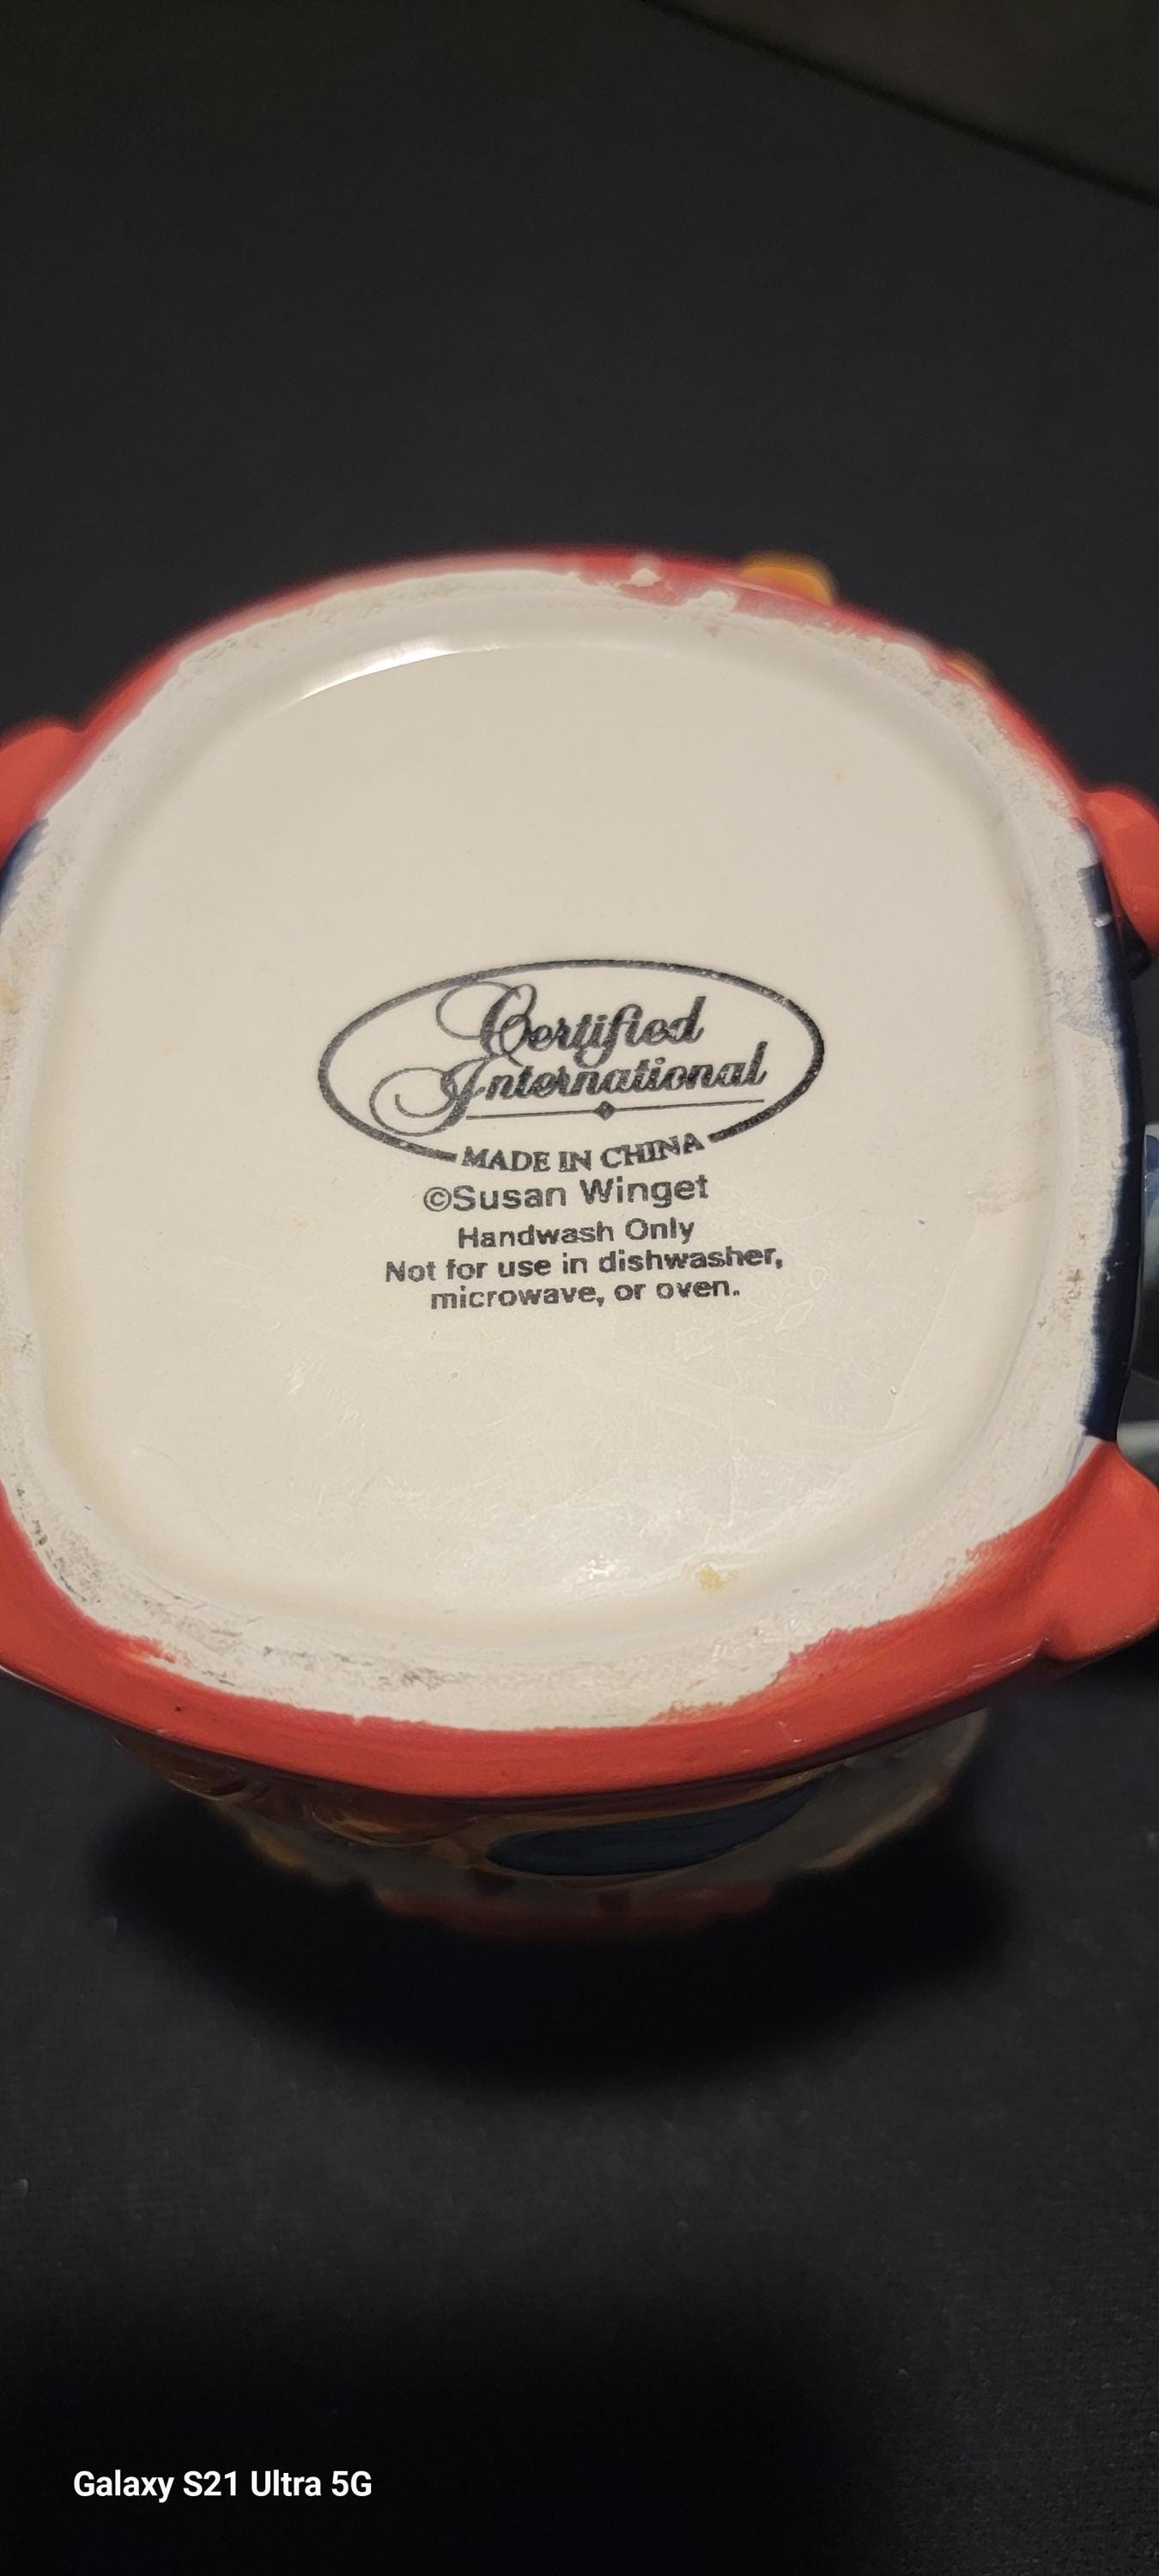 Certified
International
MADE IN CHINA
©Susan Winget
Handwash Only
Not for use in dishwasher,
microwave, or oven.
Galaxy S21 Ultra 5G